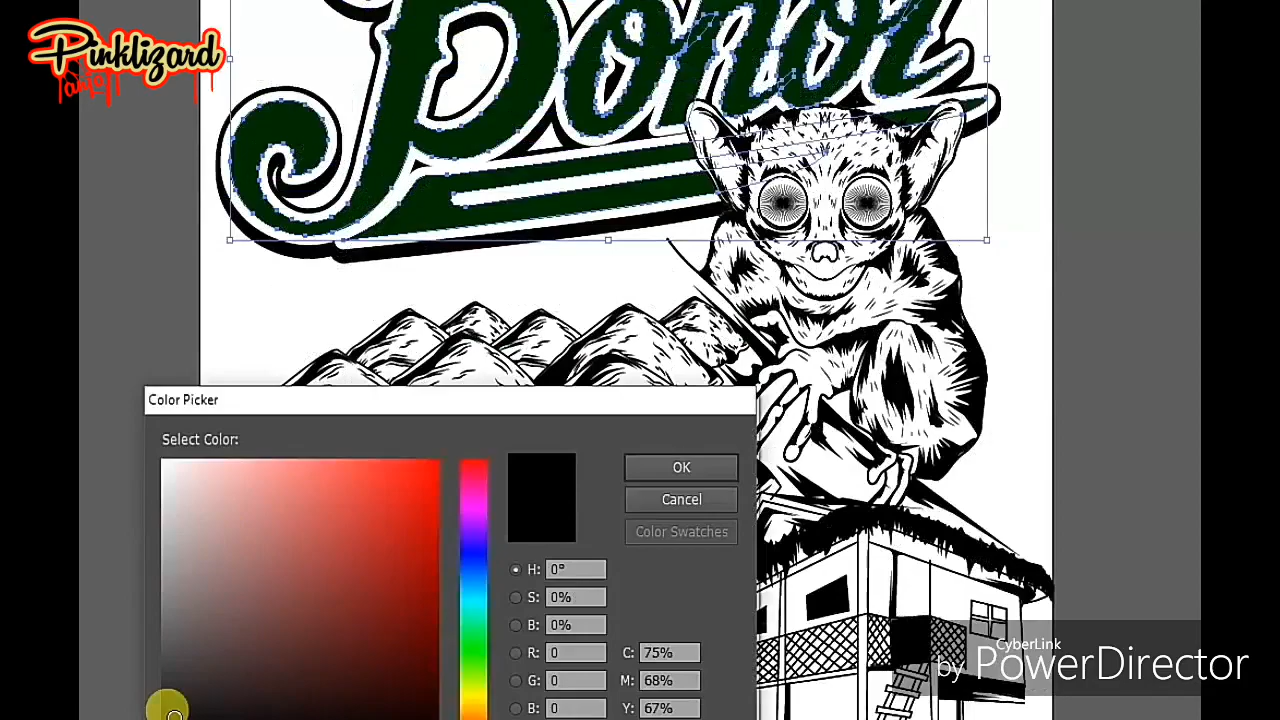 Pinklizard
Donor
Color Picker
Select Color:
OK
Cancel
Color Swatches
H: 0°
S: 0%
B: 0%
R: 0 C: 75%
G: 0 M: 68%
B: 0 Y: 67%
CyberLink
by PowerDirector